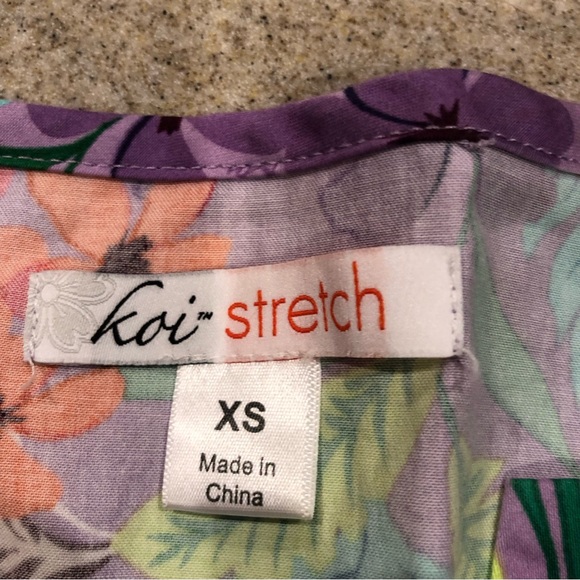 koi™ stretch
XS
Made in
China